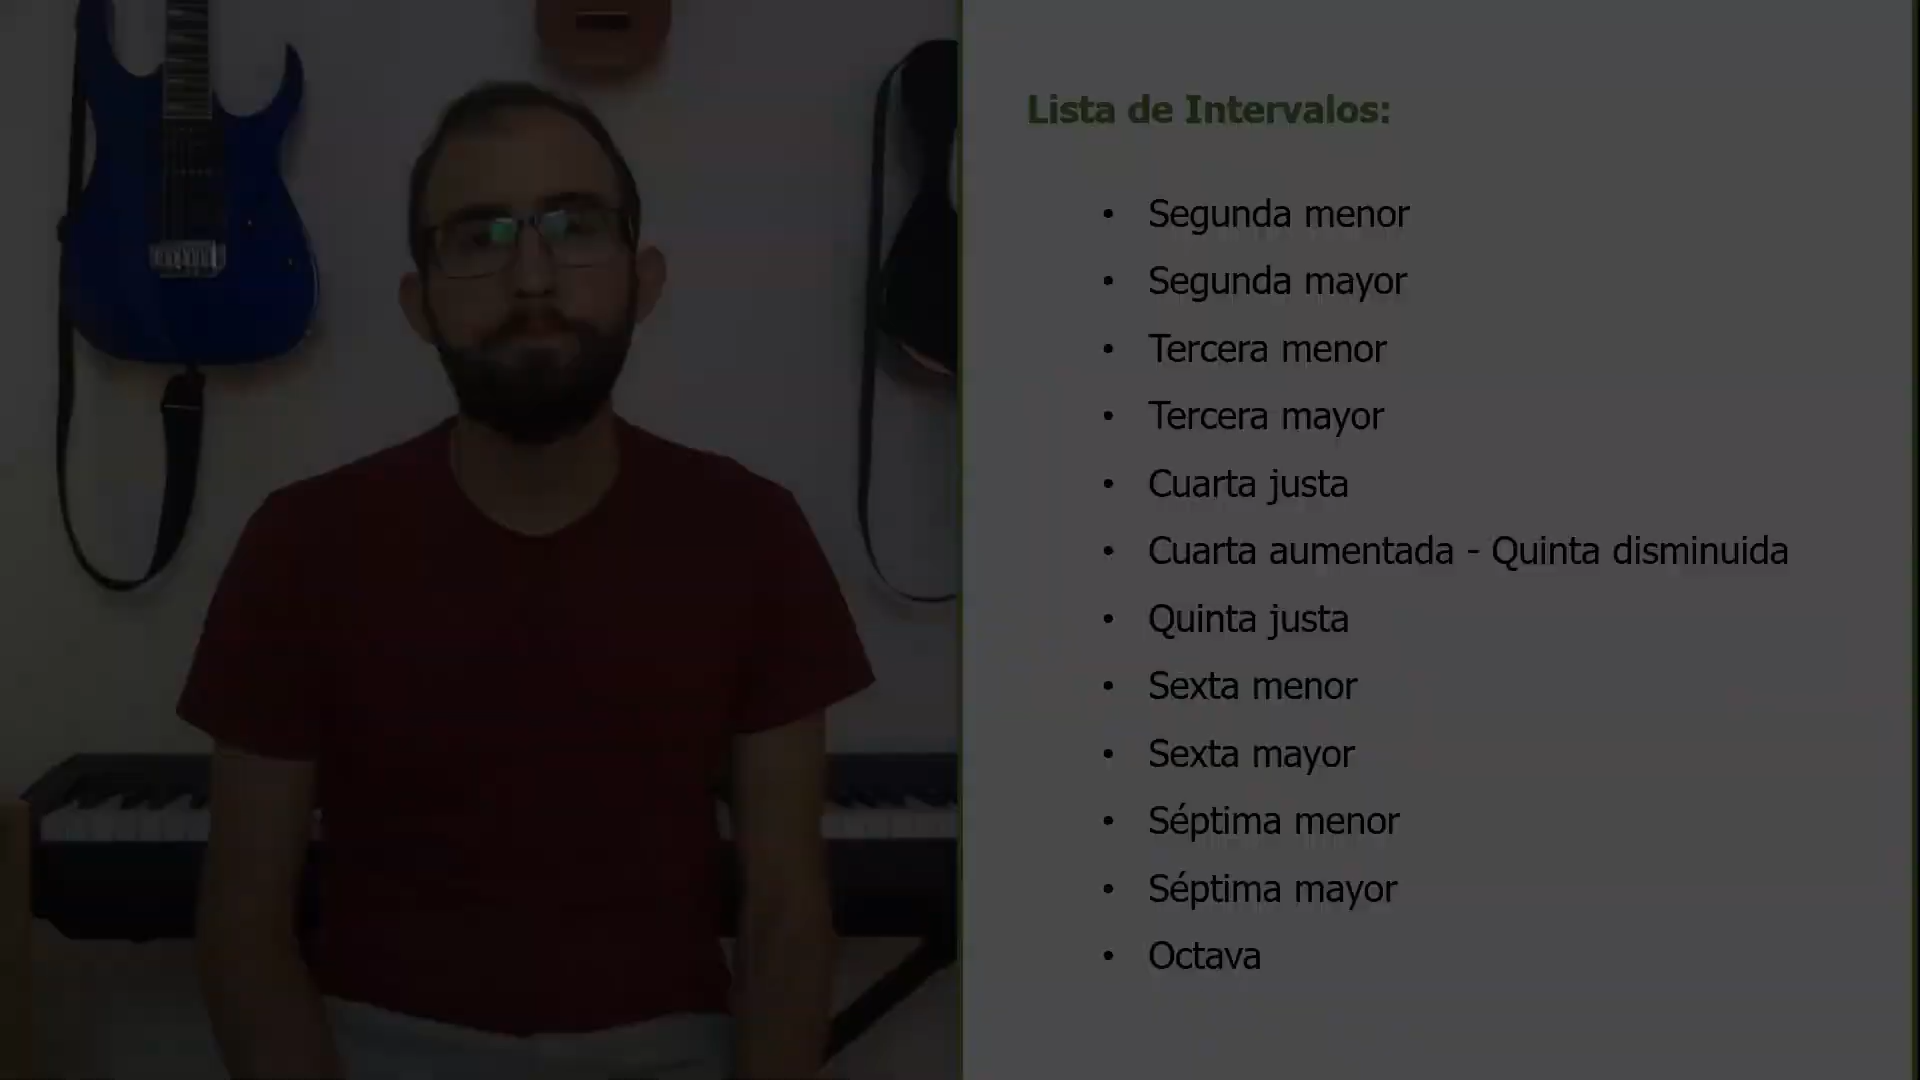 Lista de Intervalos:
• Segunda menor
• Segunda mayor
• Tercera menor
• Tercera mayor
• Cuarta justa
• Cuarta aumentada - Quinta disminuida
• Quinta justa
• Sexta menor
• Sexta mayor
• Séptima menor
• Séptima mayor
• Octava